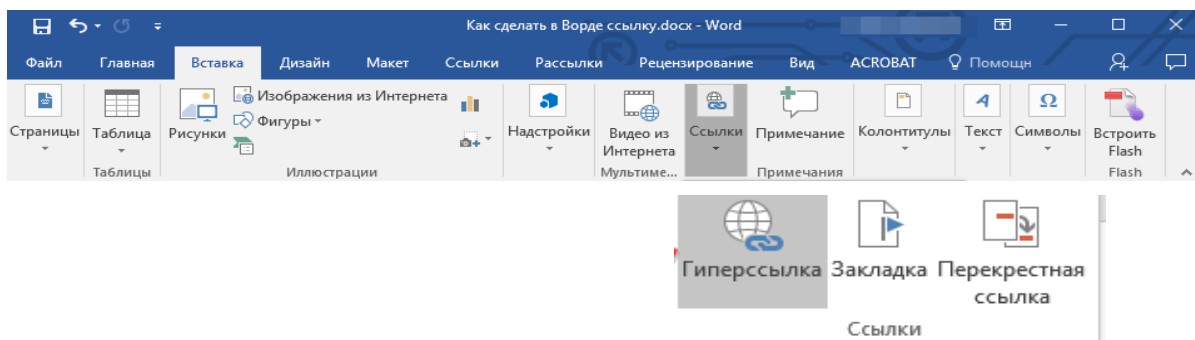 Как сделать в Ворде ссылку.docx - Word
Файл Главная Вставка Дизайн Макет Ссылки Рассылки Рецензирование Вид ACROBAT Помощн
Изображения из Интернета
Фигуры
Страницы Таблица Рисунки Надстройки Видео из Интернета Ссылки Примечание Колонтитулы Текст Символы Встроить Flash
Таблицы Иллюстрации Мультиме... Примечания Flash
Гиперссылка Закладка Перекрестная
ссылка
Ссылки